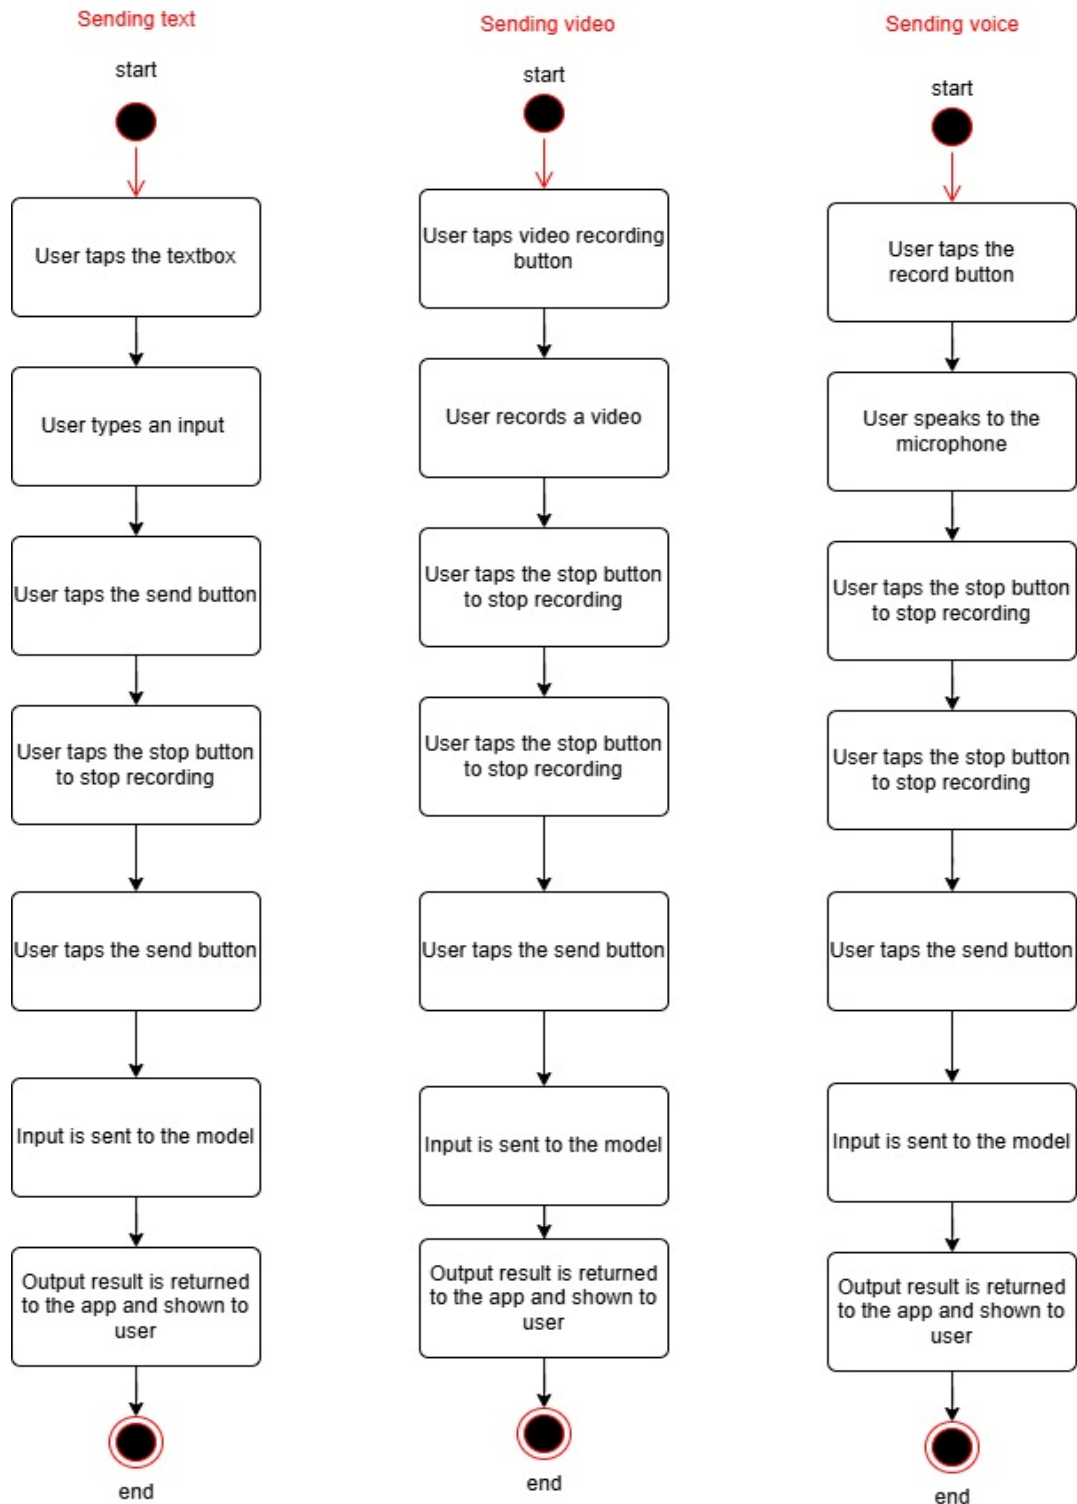 Sending text
start
User taps the textbox
User types an input
User taps the send button
User taps the stop button
to stop recording
User taps the send button
Input is sent to the model
Output result is returned
to the app and shown to
user
end
Sending video
start
User taps video recording
button
User records a video
User taps the stop button
to stop recording
User taps the stop button
to stop recording
User taps the send button
Input is sent to the model
Output result is returned
to the app and shown to
user
end
Sending voice
start
User taps the
record button
User speaks to the
microphone
User taps the stop button
to stop recording
User taps the stop button
to stop recording
User taps the send button
Input is sent to the model
Output result is returned
to the app and shown to
user
end